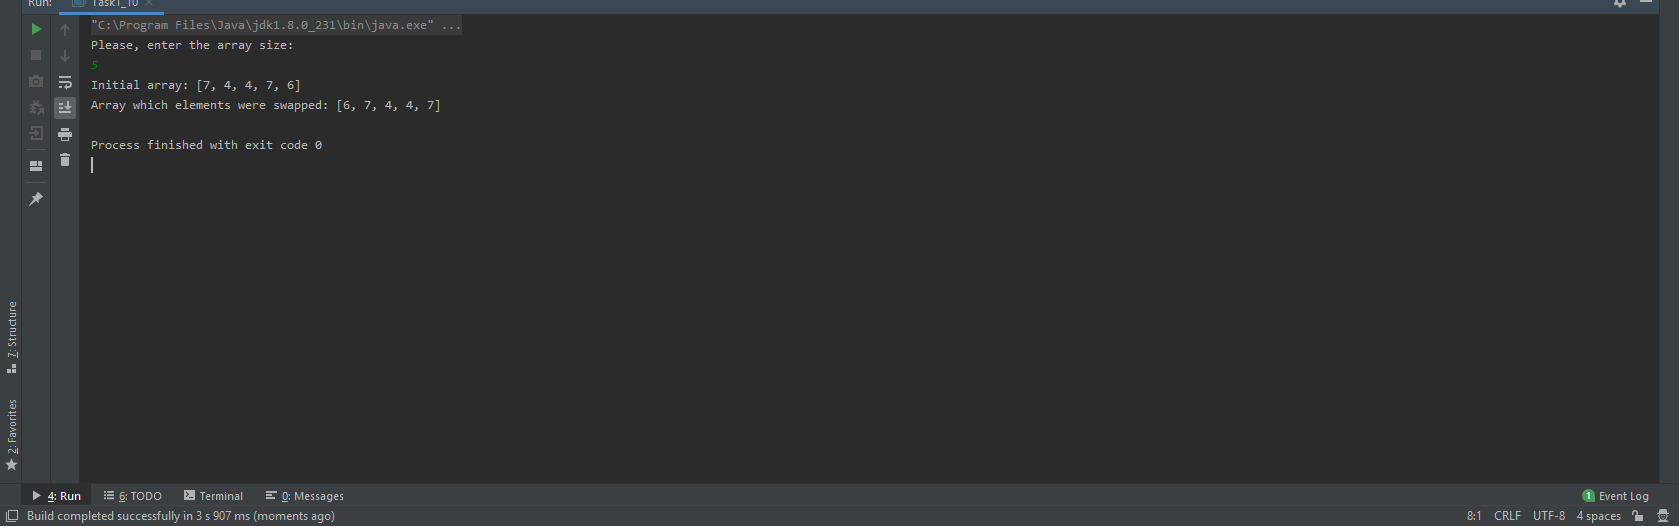 Run: Task1_10
"C:\Program Files\Java\jdk1.8.0_231\bin\java.exe" ...
Please, enter the array size:
5
Initial array: [7, 4, 4, 7, 6]
Array which elements were swapped: [6, 7, 4, 4, 7]
Process finished with exit code 0
7: Structure
2: Favorites
4: Run 6: TODO Terminal 0: Messages 1 Event Log
Build completed successfully in 3 s 907 ms (moments ago) 8:1 CRLF UTF-8 4 spaces